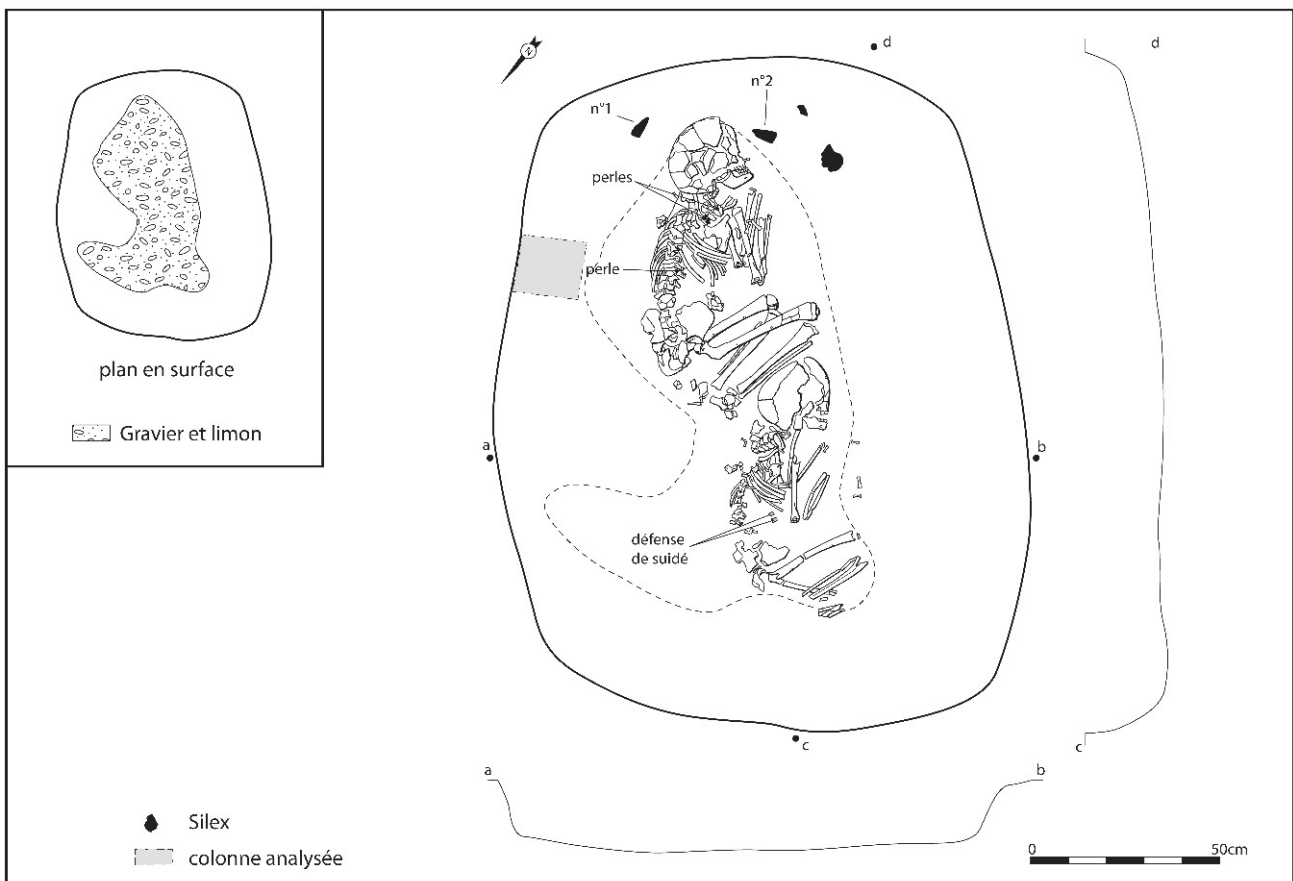 plan en surface
Gravier et limon
N
d
n°1
n°2
perles
perle
a
b
défense
de suidé
c
d
c
a
b
Silex
colonne analysée
0
50cm